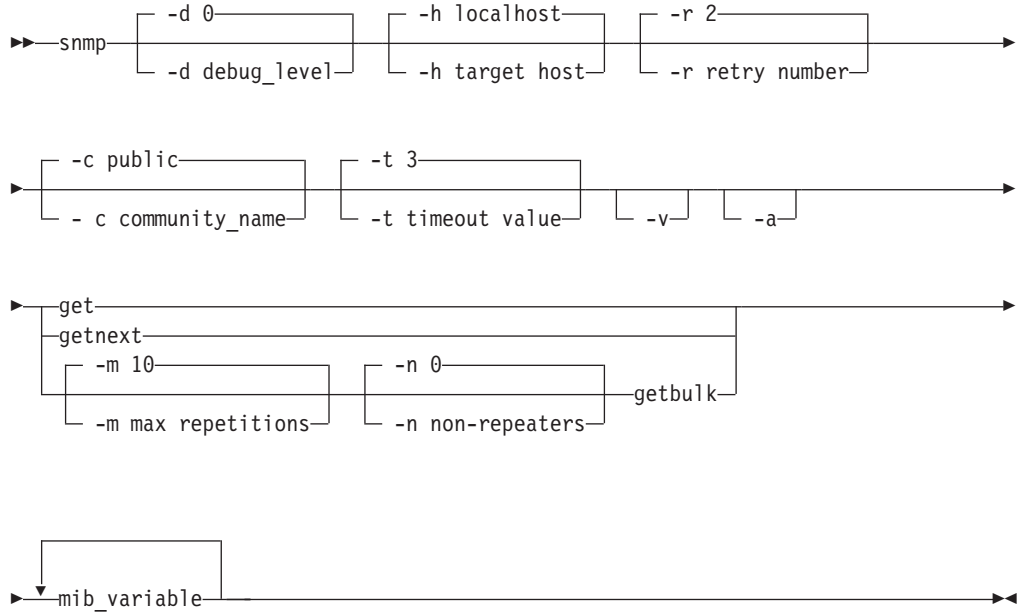 -d 0 -h localhost -r 2
snmp
-d debug_level -h target host -r retry number
-c public -t 3
- c community_name -t timeout value -v -a
get
getnext
-m 10 -n 0
getbulk
-m max repetitions -n non-repeaters
mib_variable